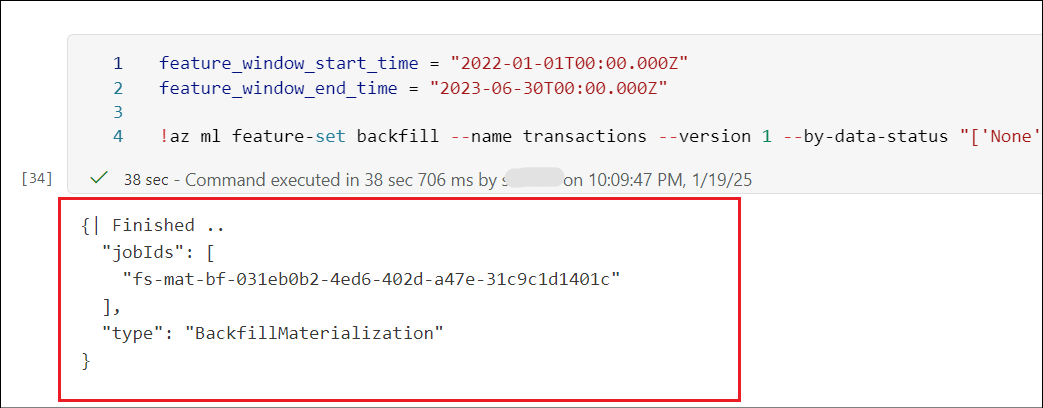 1 feature_window_start_time = "2022-01-01T00:00.000Z"
2 feature_window_end_time = "2023-06-30T00:00.000Z"
3
4 !az ml feature-set backfill --name transactions --version 1 --by-data-status "['None'
[34] 38 sec - Command executed in 38 sec 706 ms by on 10:09:47 PM, 1/19/25
{| Finished ..
"jobIds": [
"fs-mat-bf-031eb0b2-4ed6-402d-a47e-31c9c1d1401c"
],
"type": "BackfillMaterialization"
}